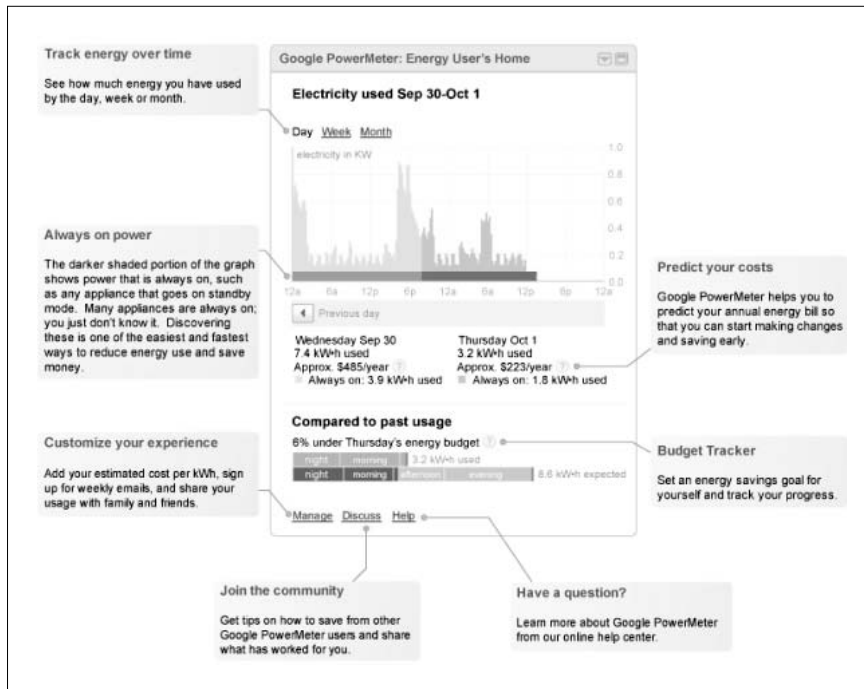 Track energy over time
See how much energy you have used
by the day, week or month.
Always on power
The darker shaded portion of the graph
shows power that is always on, such
as any appliance that goes on standby
mode. Many appliances are always on;
you just don't know it. Discovering
these is one of the easiest and fastest
ways to reduce energy use and save
money.
Customize your experience
Add your estimated cost per kWh, sign
up for weekly emails, and share your
usage with family and friends.
Google PowerMeter: Energy User's Home
Electricity used Sep 30-Oct 1
Day Week Month
electricity in KW
1.0
0.8
0.6
0.4
0.2
0.0
12a 6a 12p 6p 12a 6a 12p 6p 12a
Previous day
Wednesday Sep 30
7.4 kW•h used
Approx. $485/year ?
Always on: 3.9 kW•h used
Thursday Oct 1
3.2 kW•h used
Approx. $223/year ?
Always on: 1.8 kW•h used
Compared to past usage
6% under Thursday's energy budget ?
night morning 3.2 kW•h used
night morning afternoon evening 8.6 kW•h expected
Manage Discuss Help
Predict your costs
Google PowerMeter helps you to
predict your annual energy bill so
that you can start making changes
and saving early.
Budget Tracker
Set an energy savings goal for
yourself and track your progress.
Join the community
Get tips on how to save from other
Google PowerMeter users and share
what has worked for you.
Have a question?
Learn more about Google PowerMeter
from our online help center.